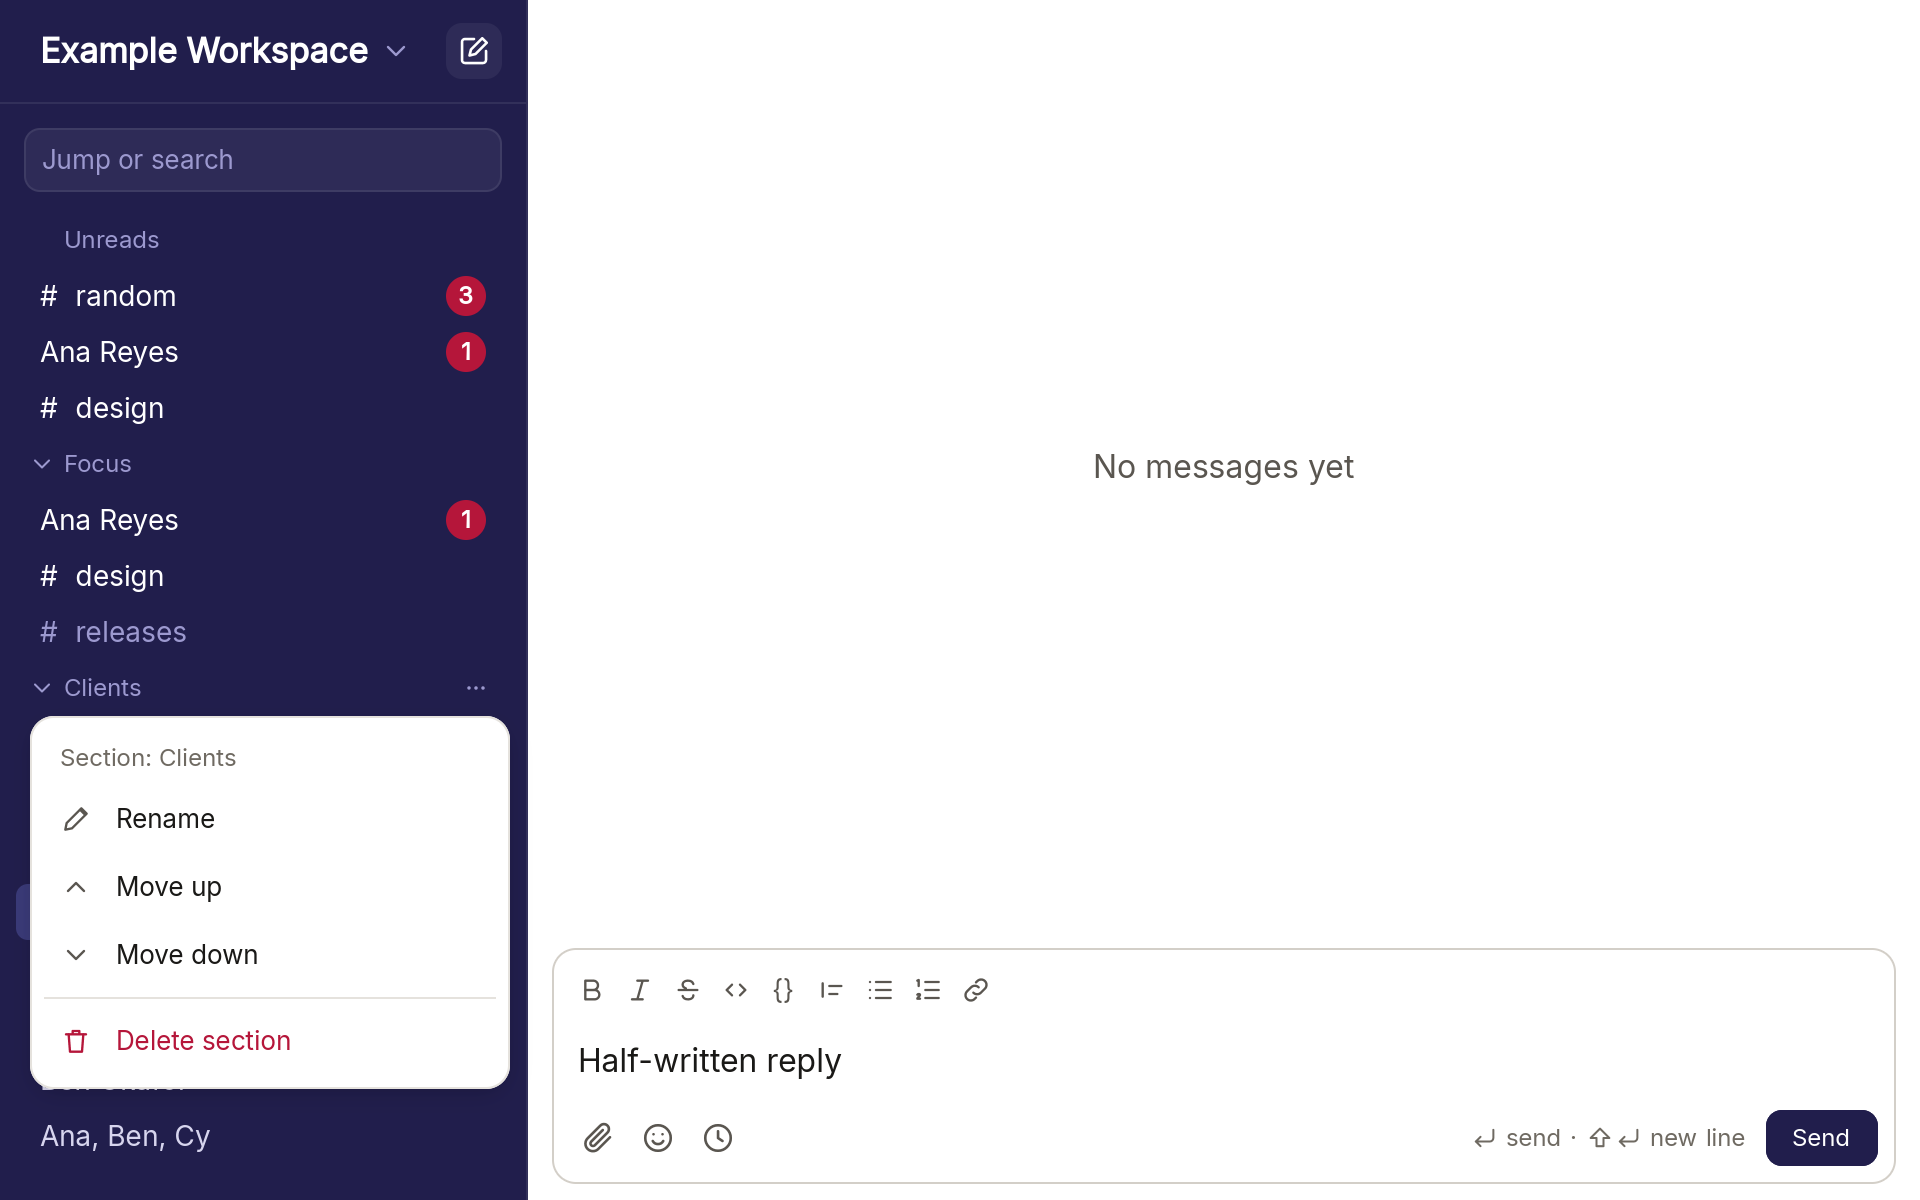 Example Workspace
Jump or search
Unreads
# random 3
Ana Reyes 1
# design
Focus
Ana Reyes 1
# design
# releases
Clients
Section: Clients
Rename
Move up
Move down
Delete section
Ana, Ben, Cy
No messages yet
Half-written reply
send · new line
Send